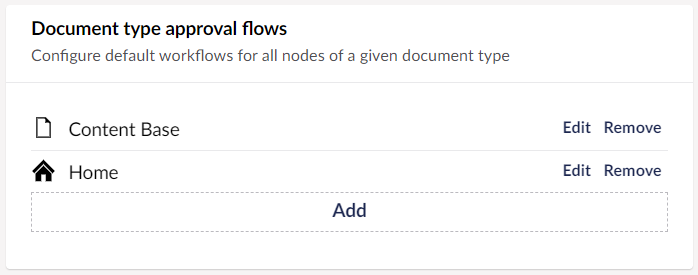 Document type approval flows
Configure default workflows for all nodes of a given document type
Content Base Edit Remove
Home Edit Remove
Add